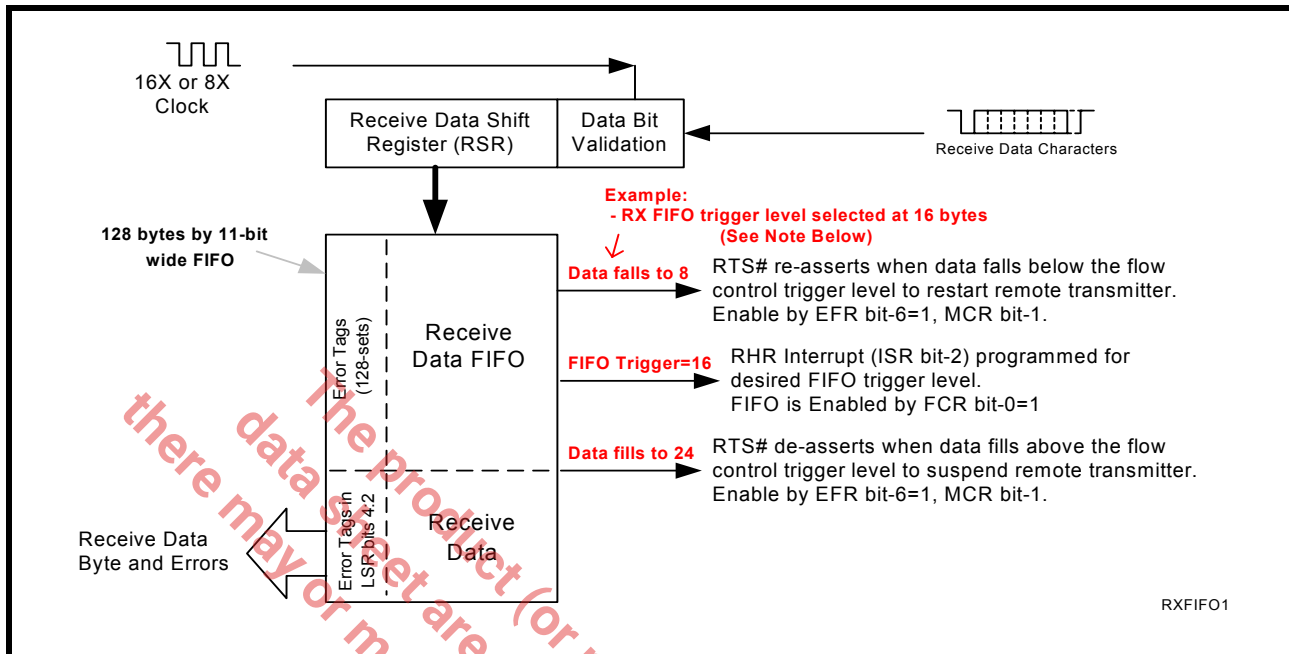 16X or 8X
Clock
Receive Data Shift
Register (RSR)
Data Bit
Validation
Receive Data Characters
Example:
- RX FIFO trigger level selected at 16 bytes
(See Note Below)
128 bytes by 11-bit
wide FIFO
Data falls to 8
RTS# re-asserts when data falls below the flow
control trigger level to restart remote transmitter.
Enable by EFR bit-6=1, MCR bit-1.
Error Tags
(128-sets)
Receive
Data FIFO
FIFO Trigger=16
RHR Interrupt (ISR bit-2) programmed for
desired FIFO trigger level.
FIFO is Enabled by FCR bit-0=1
Data fills to 24
RTS# de-asserts when data fills above the flow
control trigger level to suspend remote transmitter.
Enable by EFR bit-6=1, MCR bit-1.
Error Tags in
LSR bits 4:2
Receive
Data
Receive Data
Byte and Errors
RXFIFO1
The product (or
data sheet are
there may or